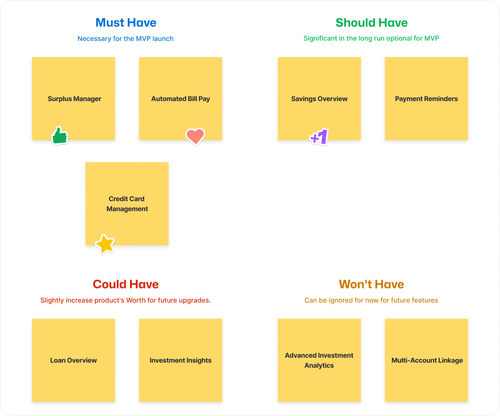 Must Have
Necessary for the MVP launch
Surplus Manager
Automated Bill Pay
Credit Card
Management
Should Have
Significant in the long run optional for MVP
Savings Overview
+1
Payment Reminders
Could Have
Slightly increase product's Worth for future upgrades.
Loan Overview
Investment Insights
Won't Have
Can be ignored for now for future features
Advanced Investment
Analytics
Multi-Account Linkage